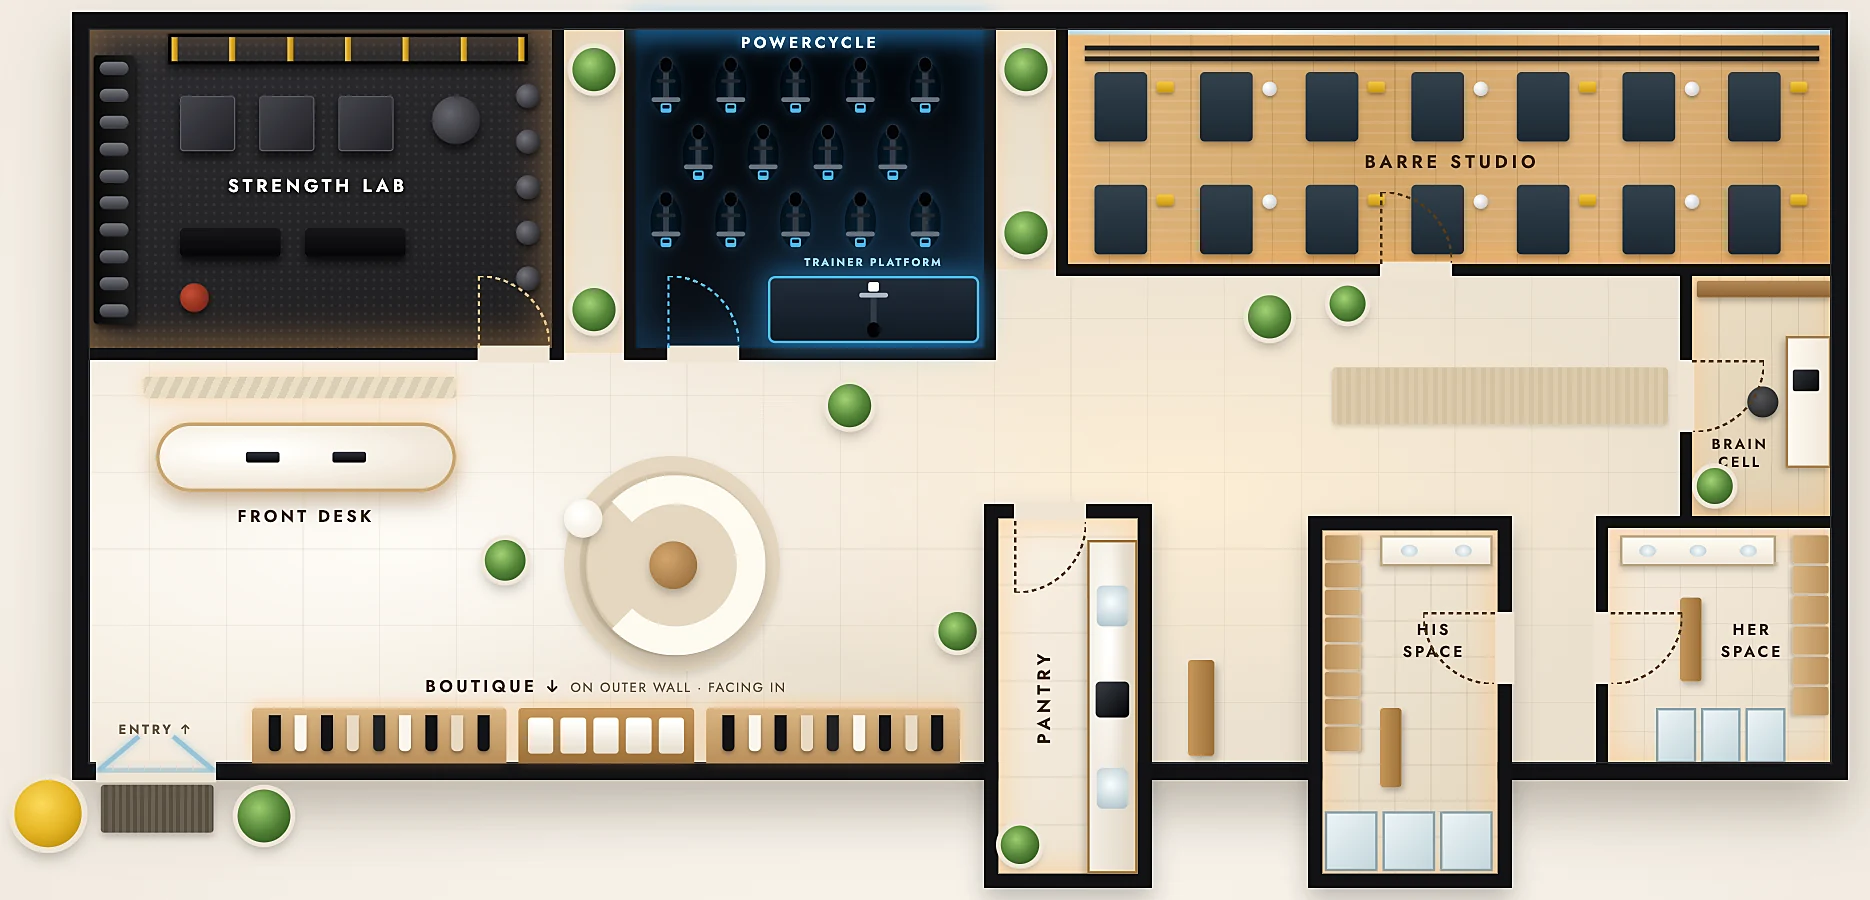 POWERCYCLE
STRENGTH LAB
BARRE STUDIO
TRAINER PLATFORM
BRAIN
CELL
FRONT DESK
HIS
SPACE
HER
SPACE
PANTRY
BOUTIQUE ↓ ON OUTER WALL · FACING IN
ENTRY ↑